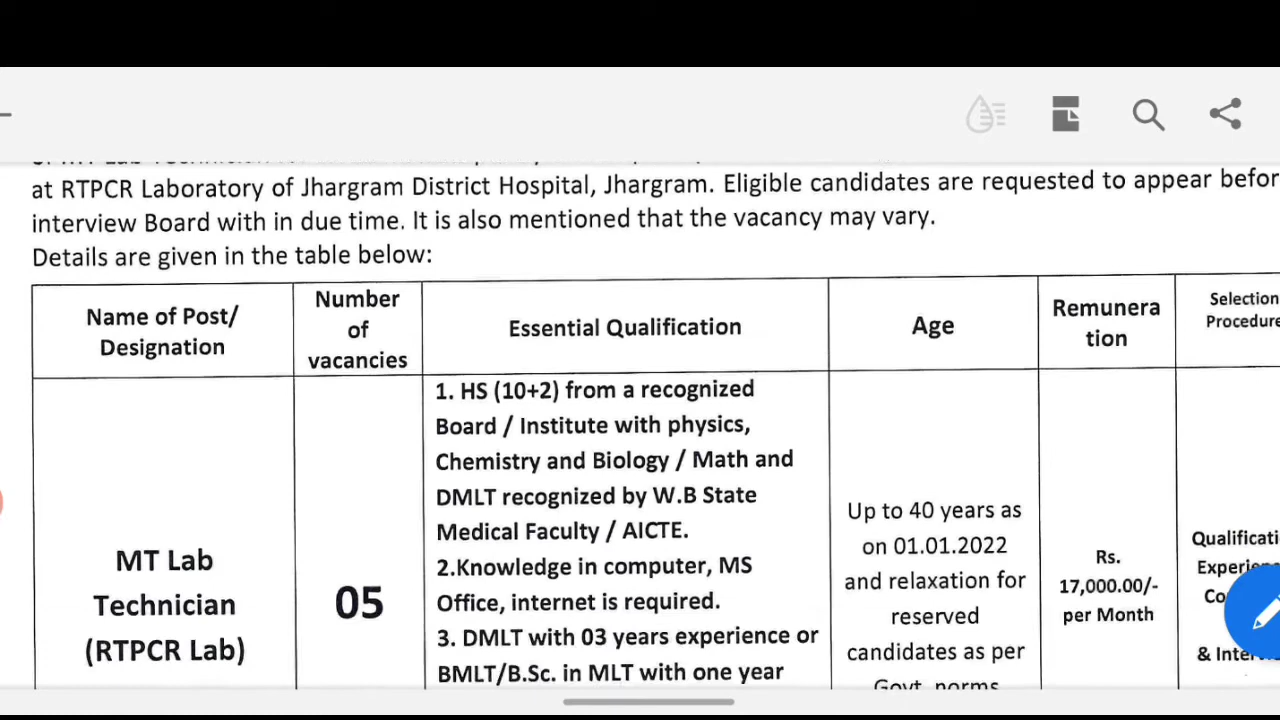 at RTPCR Laboratory of Jhargram District Hospital, Jhargram. Eligible candidates are requested to appear
interview Board with in due time. It is also mentioned that the vacancy may vary.
Details are given in the table below:
Name of Post/
Designation
Number
of
vacancies
Essential Qualification
Age
Remunera
tion
Selection
Procedure
MT Lab
Technician
(RTPCR Lab)
05
1. HS (10+2) from a recognized
Board / Institute with physics,
Chemistry and Biology / Math and
DMLT recognized by W.B State
Medical Faculty / AICTE.
2.Knowledge in computer, MS
Office, internet is required.
3. DMLT with 03 years experience or
BMLT/B.Sc. in MLT with one year
Up to 40 years as
on 01.01.2022
and relaxation for
reserved
candidates as per
Govt. norms
Rs.
17,000.00/-
per Month
&